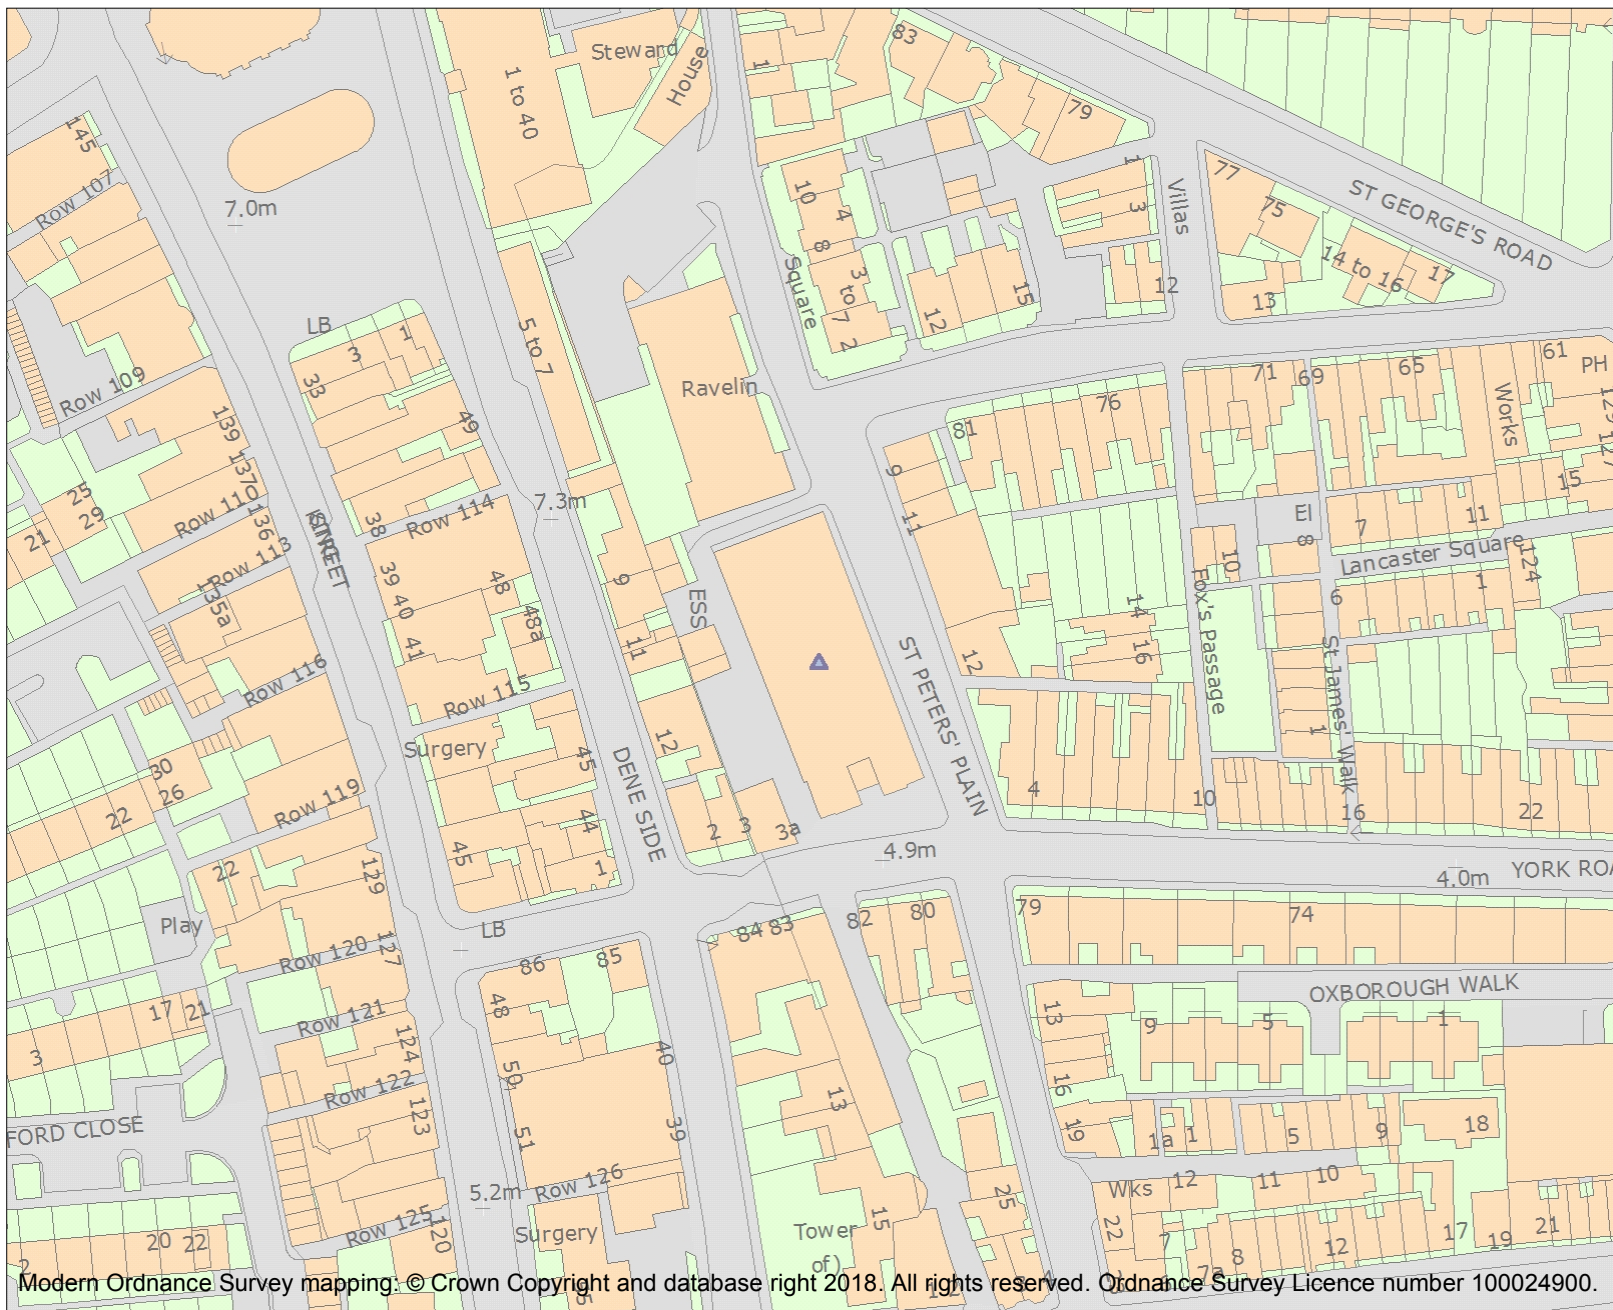 Steward
House
1 to 40
1
83
79
145
Row 107
7.0m
10
4
8
3 to 7
2
Square
12
15
1
3
Villas
12
77
75
ST GEORGE'S ROAD
14 to 16
17
13
LB
3
1
33
49
5 to 7
Ravelin
Row 109
139
137
Row 110
136
Row 113
135a
25
29
21
STREET
38
Row 114
7.3m
39 40
41
48
48a
9
11
ESS
81
76
9
11
71
69
65
Works
61
PH
129
127
15
El
8
7
11
Lancaster Square
10
6
1
124
Fox's Passage
14
16
12
ST PETERS' PLAIN
St James' Walk
1
Row 116
Row 115
Surgery
45
12
DENE SIDE
30
26
22
Row 119
44
45
1
2
3
3a
4
10
16
22
4.9m
4.0m
YORK ROA
22
129
Play
LB
Row 120
127
84 83
82
80
79
74
86
85
48
OXBOROUGH WALK
17
21
Row 121
124
3
50
40
13
9
5
1
Row 122
123
51
39
13
16
19
1a
1
5
9
18
FORD CLOSE
5.2m
Row 126
Surgery
Row 125
120
20
22
2
15
Tower
of)
25
Wks
12
11
10
22
7
7a
8
12
17
19
21
Modern Ordnance Survey mapping: © Crown Copyright and database right 2018. All rights reserved. Ordnance Survey Licence number 100024900.